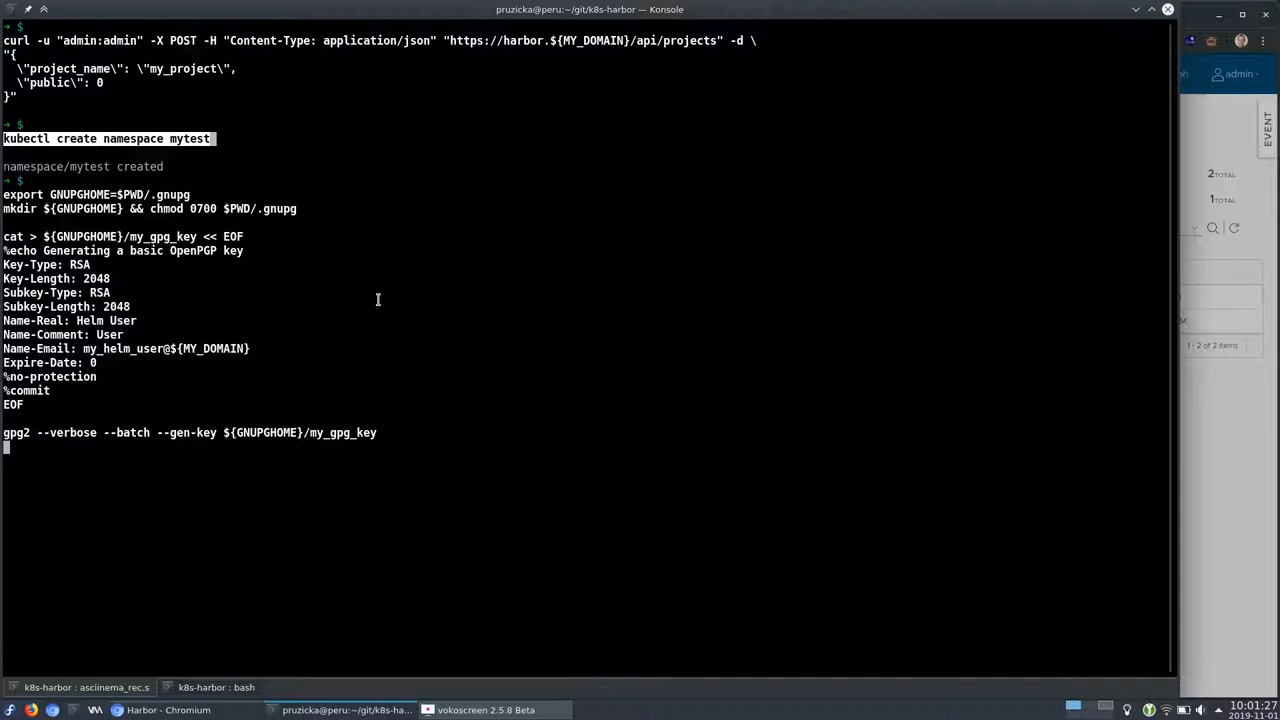 pruzicka@peru:~/git/k8s-harbor — Konsole
→ $
curl -u "admin:admin" -X POST -H "Content-Type: application/json" "https://harbor.${MY_DOMAIN}/api/projects" -d \
"{
  \"project_name\": \"my_project\",
  \"public\": 0
}"
→ $
kubectl create namespace mytest
namespace/mytest created
→ $
export GNUPGHOME=$PWD/.gnupg
mkdir ${GNUPGHOME} && chmod 0700 $PWD/.gnupg
cat > ${GNUPGHOME}/my_gpg_key << EOF
%echo Generating a basic OpenPGP key
Key-Type: RSA
Key-Length: 2048
Subkey-Type: RSA
Subkey-Length: 2048
Name-Real: Helm User
Name-Comment: User
Name-Email: my_helm_user@${MY_DOMAIN}
Expire-Date: 0
%no-protection
%commit
EOF
gpg2 --verbose --batch --gen-key ${GNUPGHOME}/my_gpg_key
admin
EVENT
2TOTAL
1TOTAL
M
1 - 2 of 2 items
k8s-harbor : asciinema_rec.s
k8s-harbor : bash
Harbor - Chromium
pruzicka@peru:~/git/k8s-ha...
vokoscreen 2.5.8 Beta
10:01:27
2019-11-01